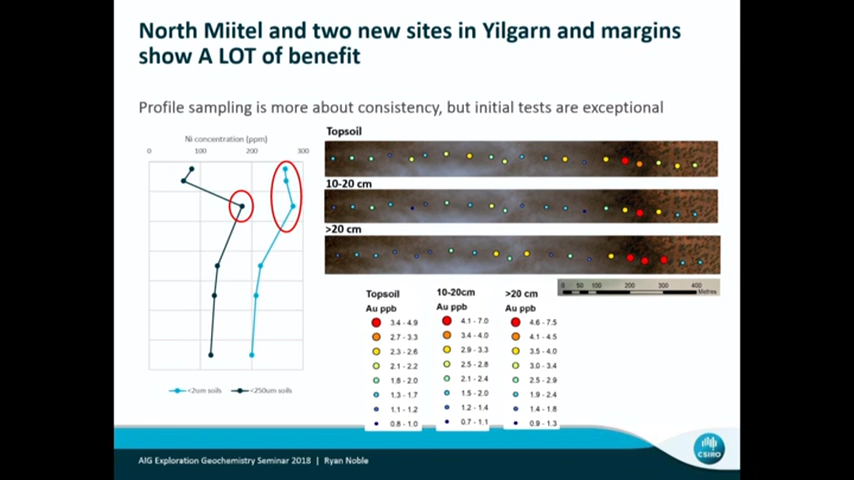 North Miitel and two new sites in Yilgarn and margins
show A LOT of benefit
Profile sampling is more about consistency, but initial tests are exceptional
Ni concentration (ppm)
0 100 200 300
<2um soils <250um soils
Topsoil
10-20 cm
>20 cm
0 50 100 200 300 400
Metres
Topsoil 10-20cm >20 cm
Au ppb Au ppb Au ppb
3.4 - 4.9 4.1 - 7.0 4.6 - 7.5
2.7 - 3.3 3.4 - 4.0 4.1 - 4.5
2.3 - 2.6 2.9 - 3.3 3.5 - 4.0
2.1 - 2.2 2.5 - 2.8 3.0 - 3.4
1.8 - 2.0 2.1 - 2.4 2.5 - 2.9
1.3 - 1.7 1.5 - 2.0 1.9 - 2.4
1.1 - 1.2 1.2 - 1.4 1.4 - 1.8
0.8 - 1.0 0.7 - 1.1 0.9 - 1.3
AIG Exploration Geochemistry Seminar 2018 | Ryan Noble
CSIRO